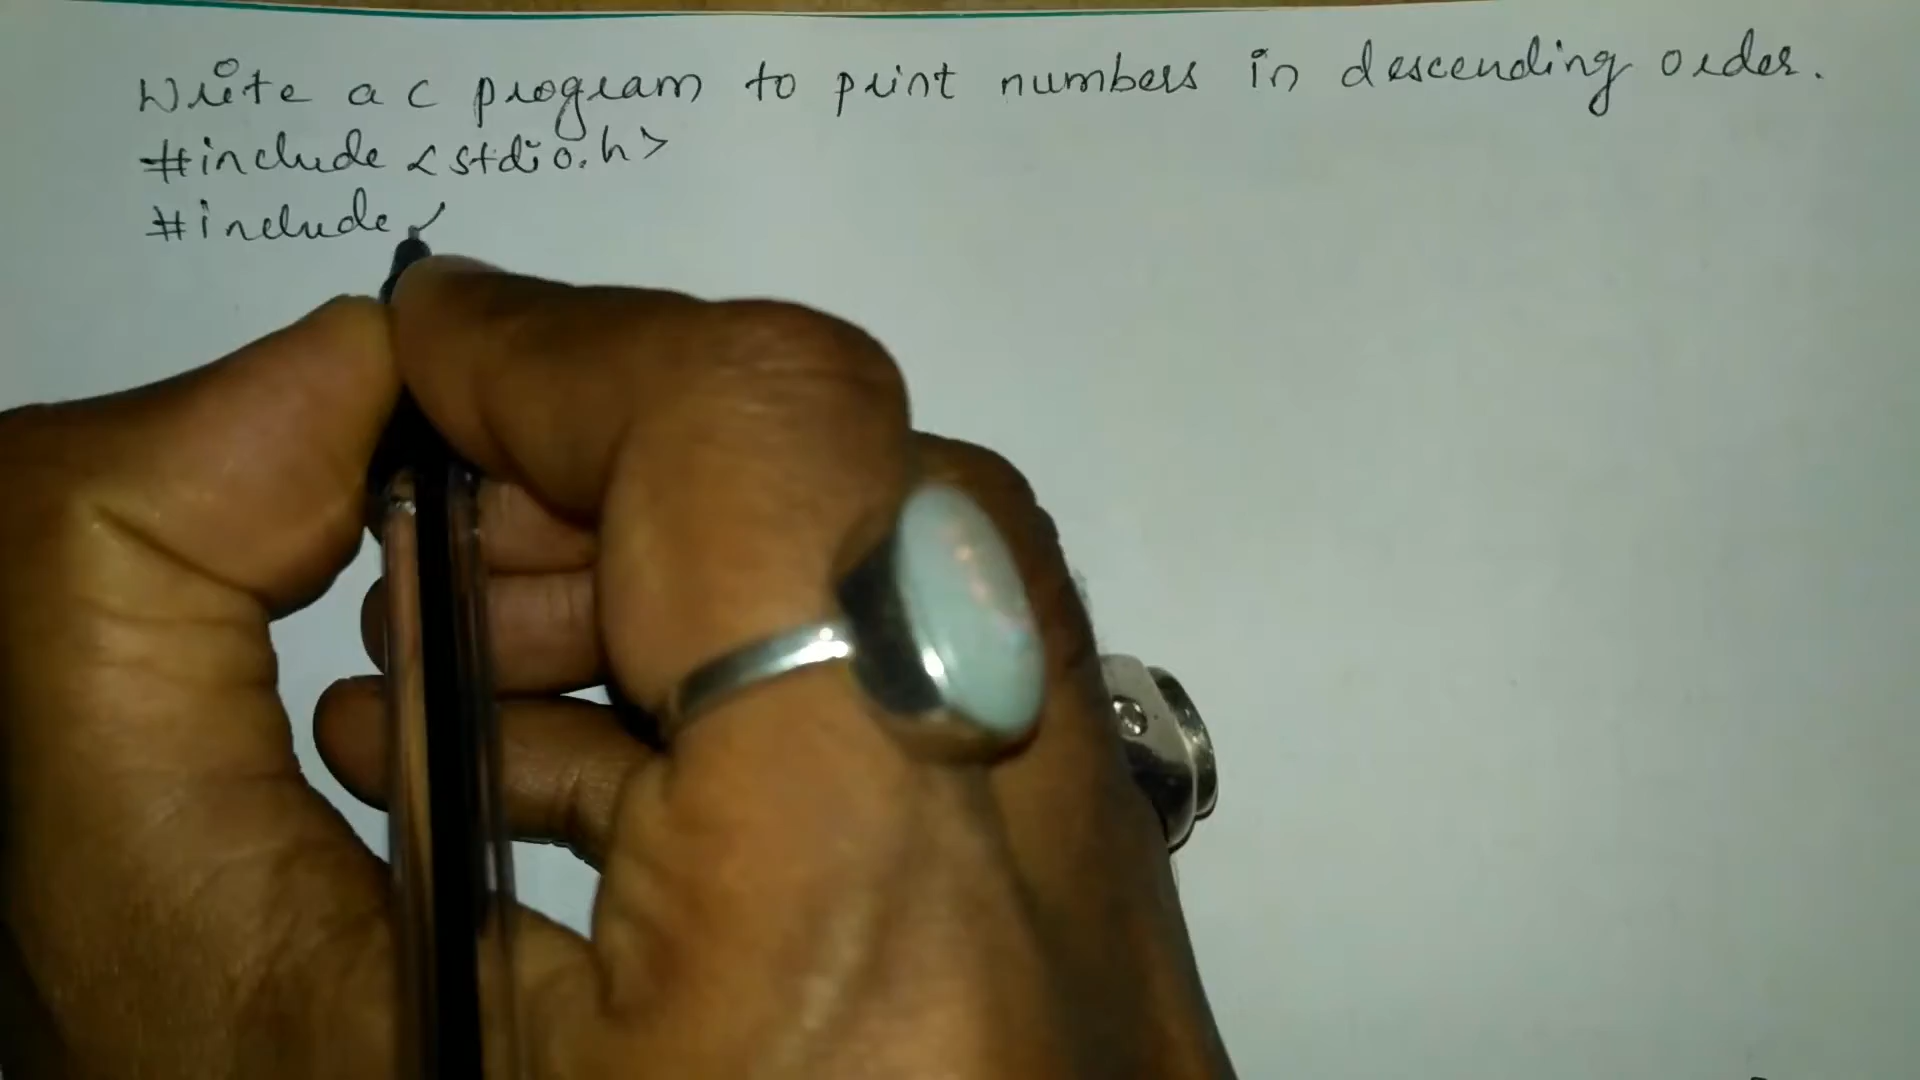 Write a c program to print numbers in descending order.
#include <stdio.h>
#include <